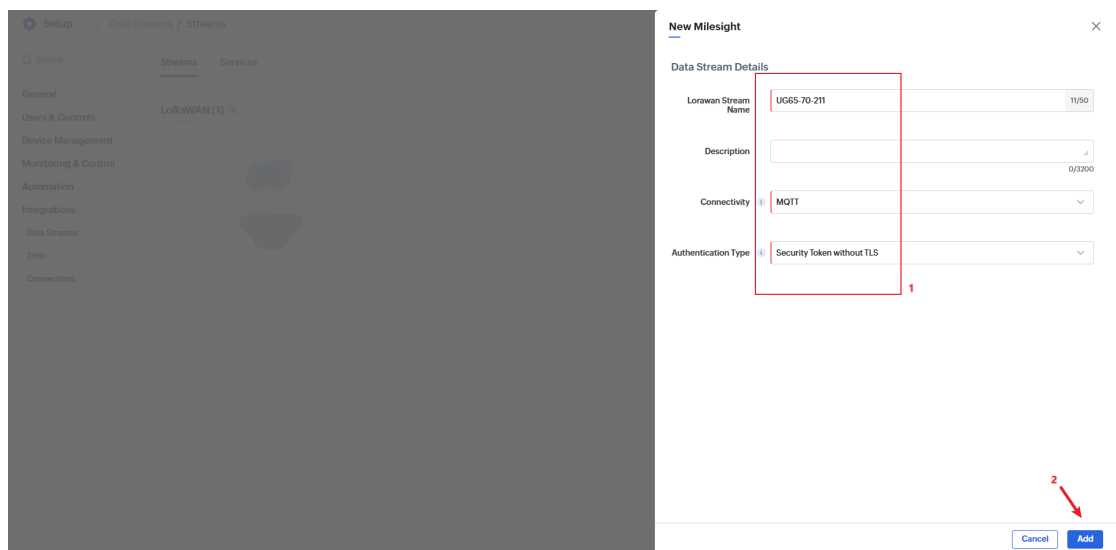 Setup
Data Streams / Streams
New Milesight
Search
Streams Services
Data Stream Details
General
Users & Controls
Device Management
Monitoring & Control
Automation
Integrations
Data Streams
Zoho
Connections
LoRaWAN (1)
Lorawan Stream
Name
UG65-70-211
11/50
Description
0/3200
Connectivity
MQTT
Authentication Type
Security Token without TLS
1
2
Cancel
Add